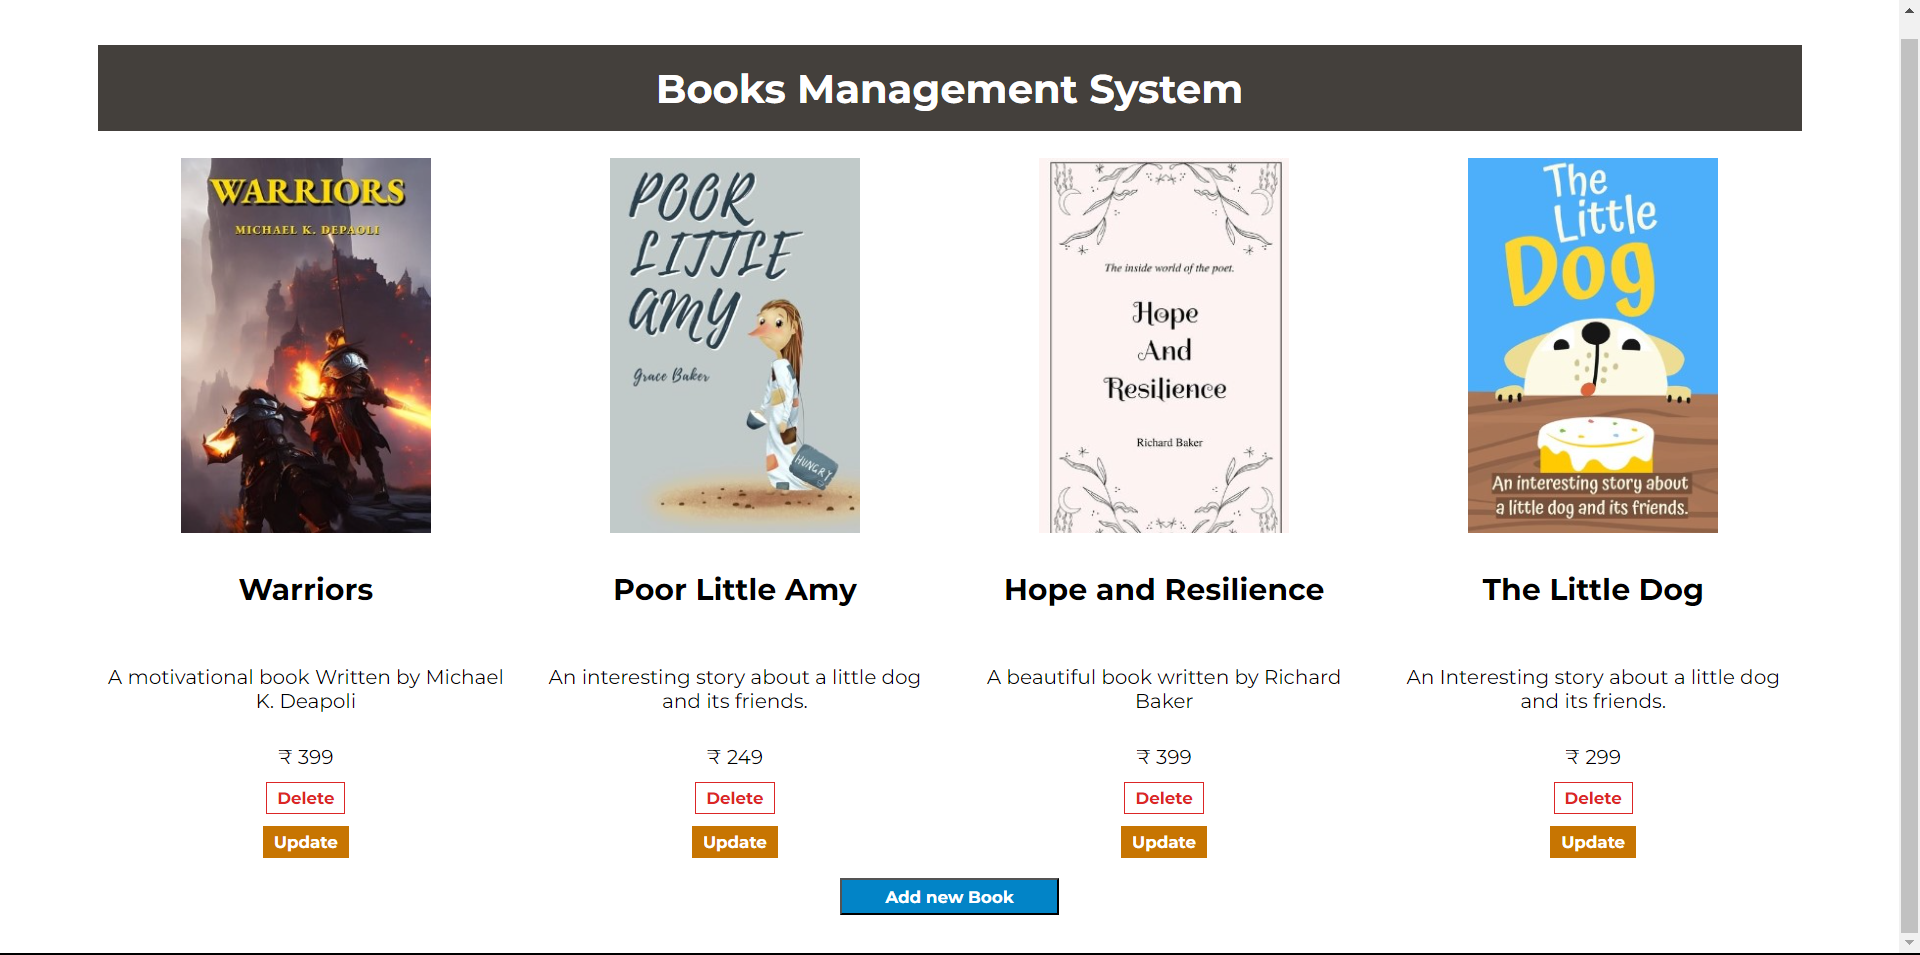 Books Management System
WARRIORS
MICHAEL K. DEPAOLI
POOR
LITTLE
AMY
Grace Baker
HUNGRY
The inside world of the poet.
Hope
And
Resilience
Richard Baker
The
Little
Dog
An interesting story about
a little dog and its friends.
Warriors
A motivational book Written by Michael
K. Deapoli
₹ 399
Delete
Update
Poor Little Amy
An interesting story about a little dog
and its friends.
₹ 249
Delete
Update
Hope and Resilience
A beautiful book written by Richard
Baker
₹ 399
Delete
Update
The Little Dog
An Interesting story about a little dog
and its friends.
₹ 299
Delete
Update
Add new Book